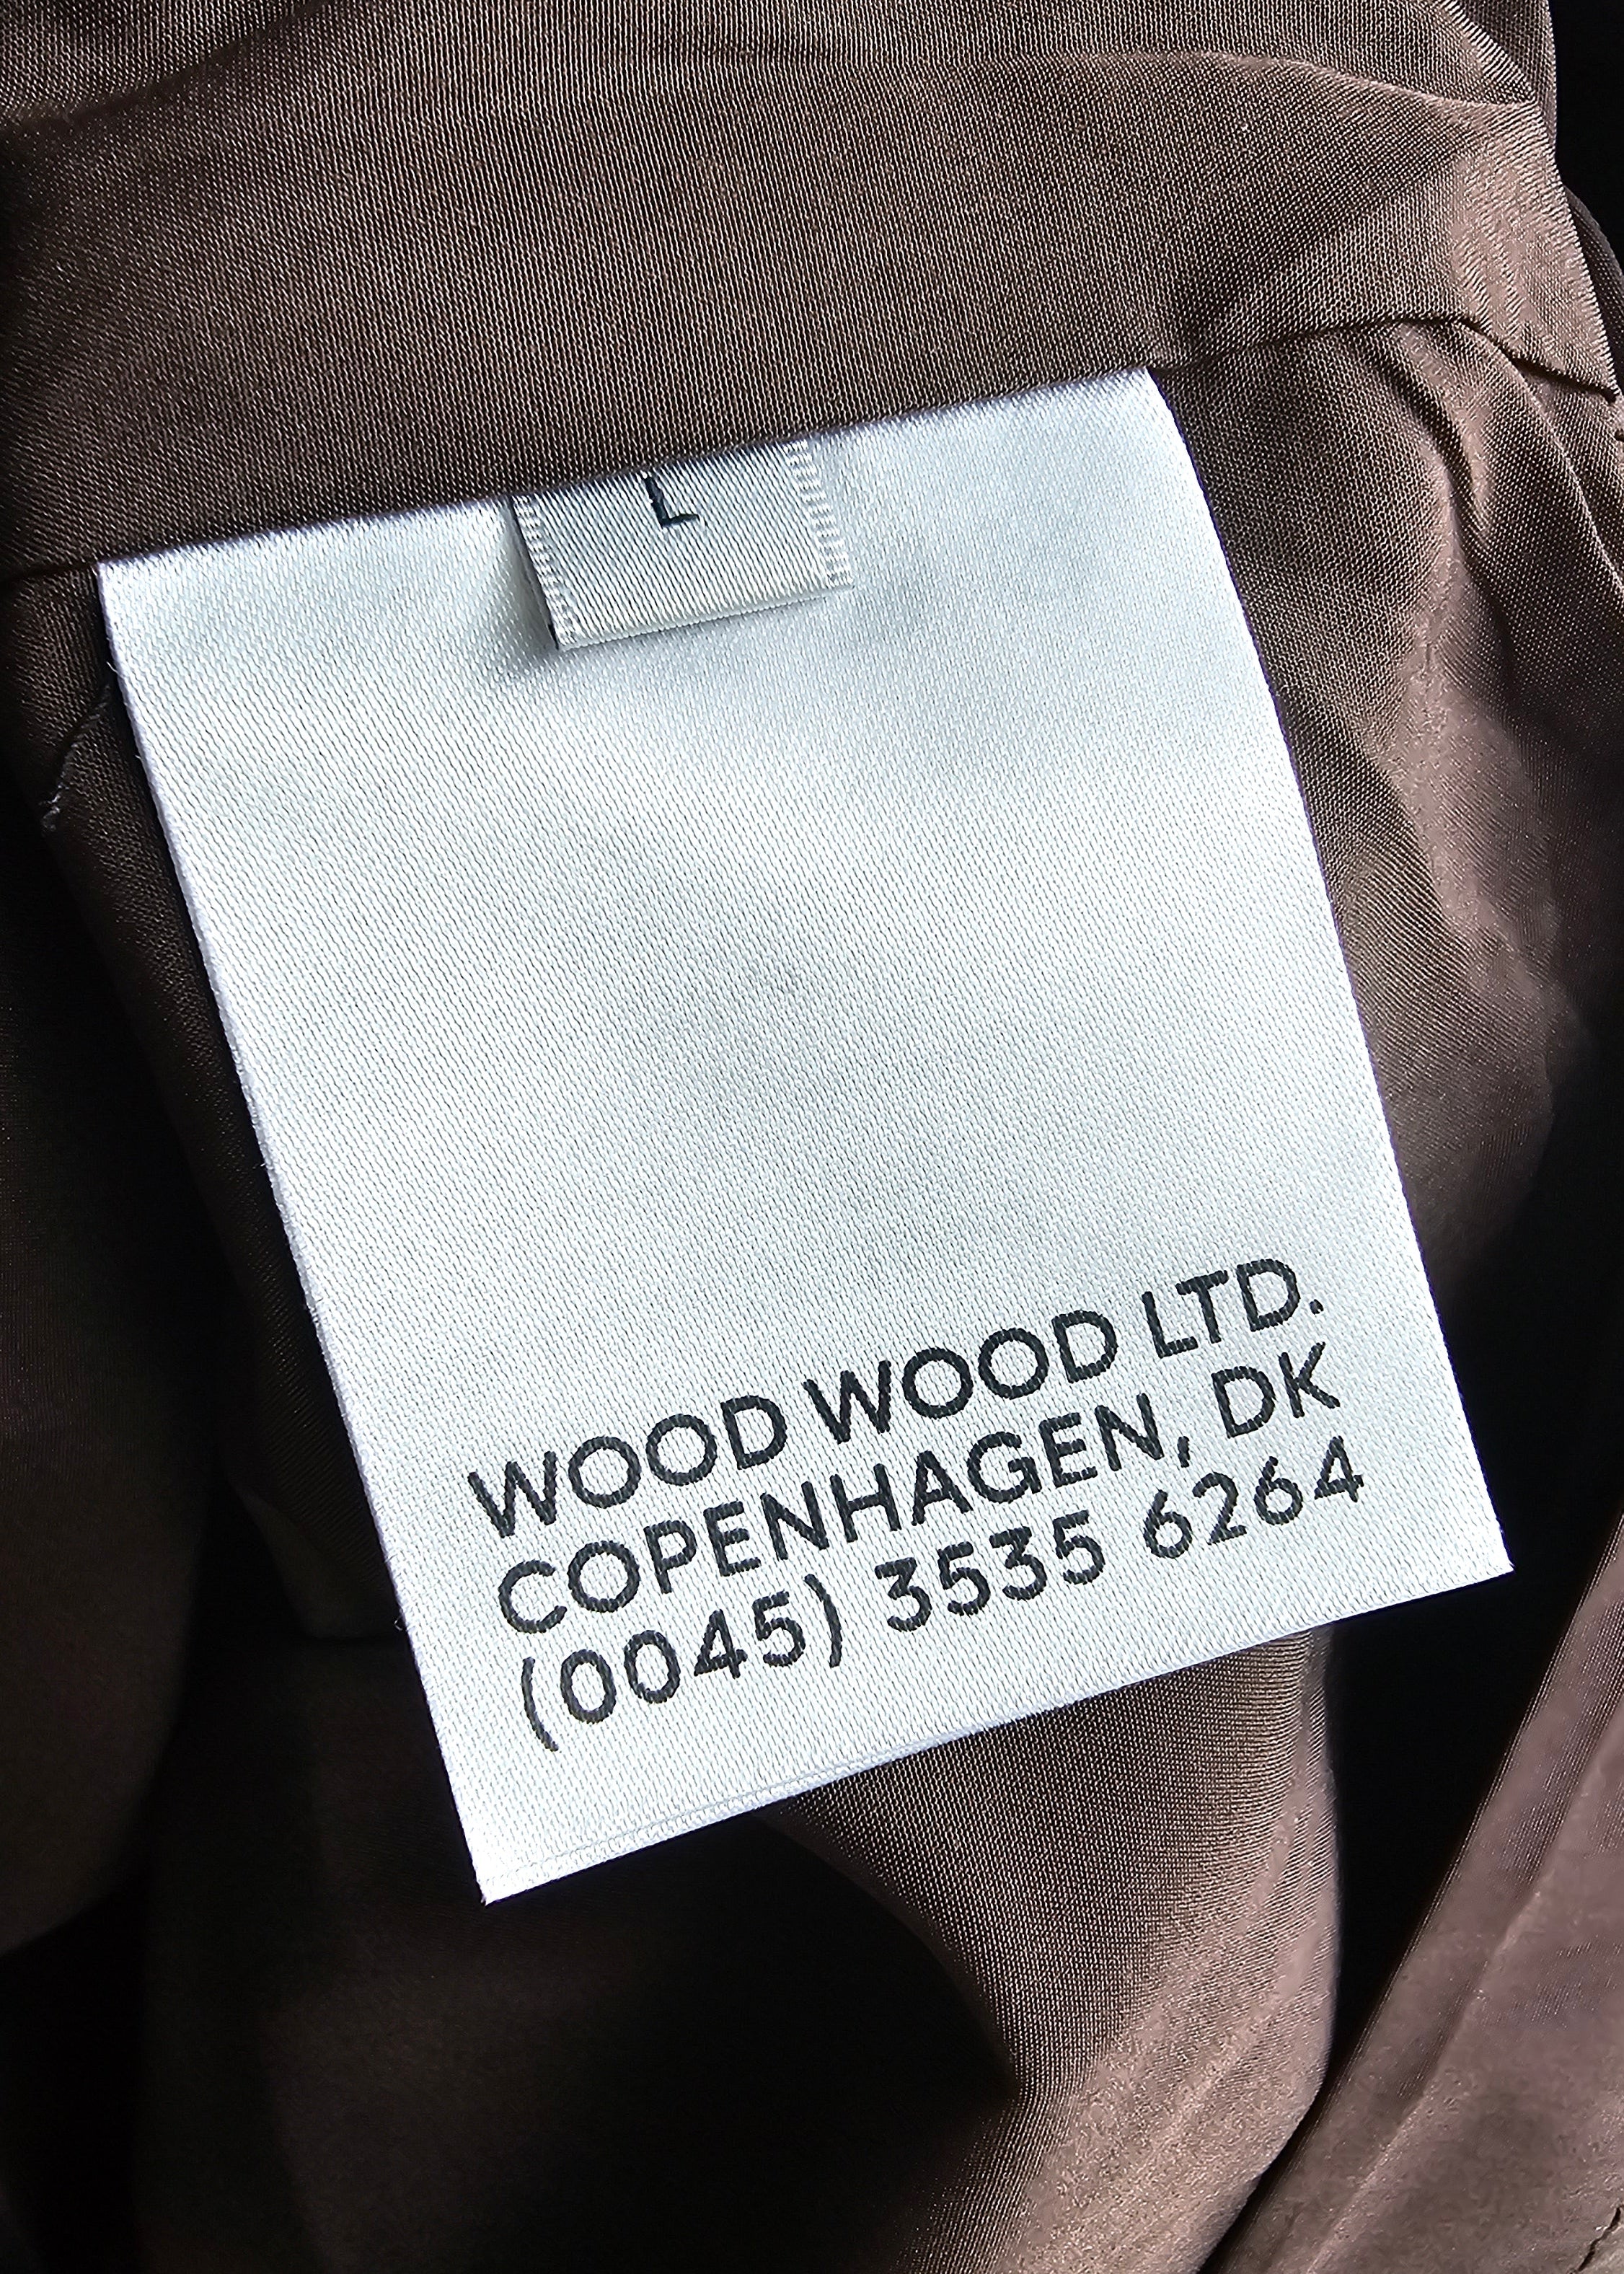 L
WOOD WOOD LTD.
COPENHAGEN, DK
(0045) 3535 6264